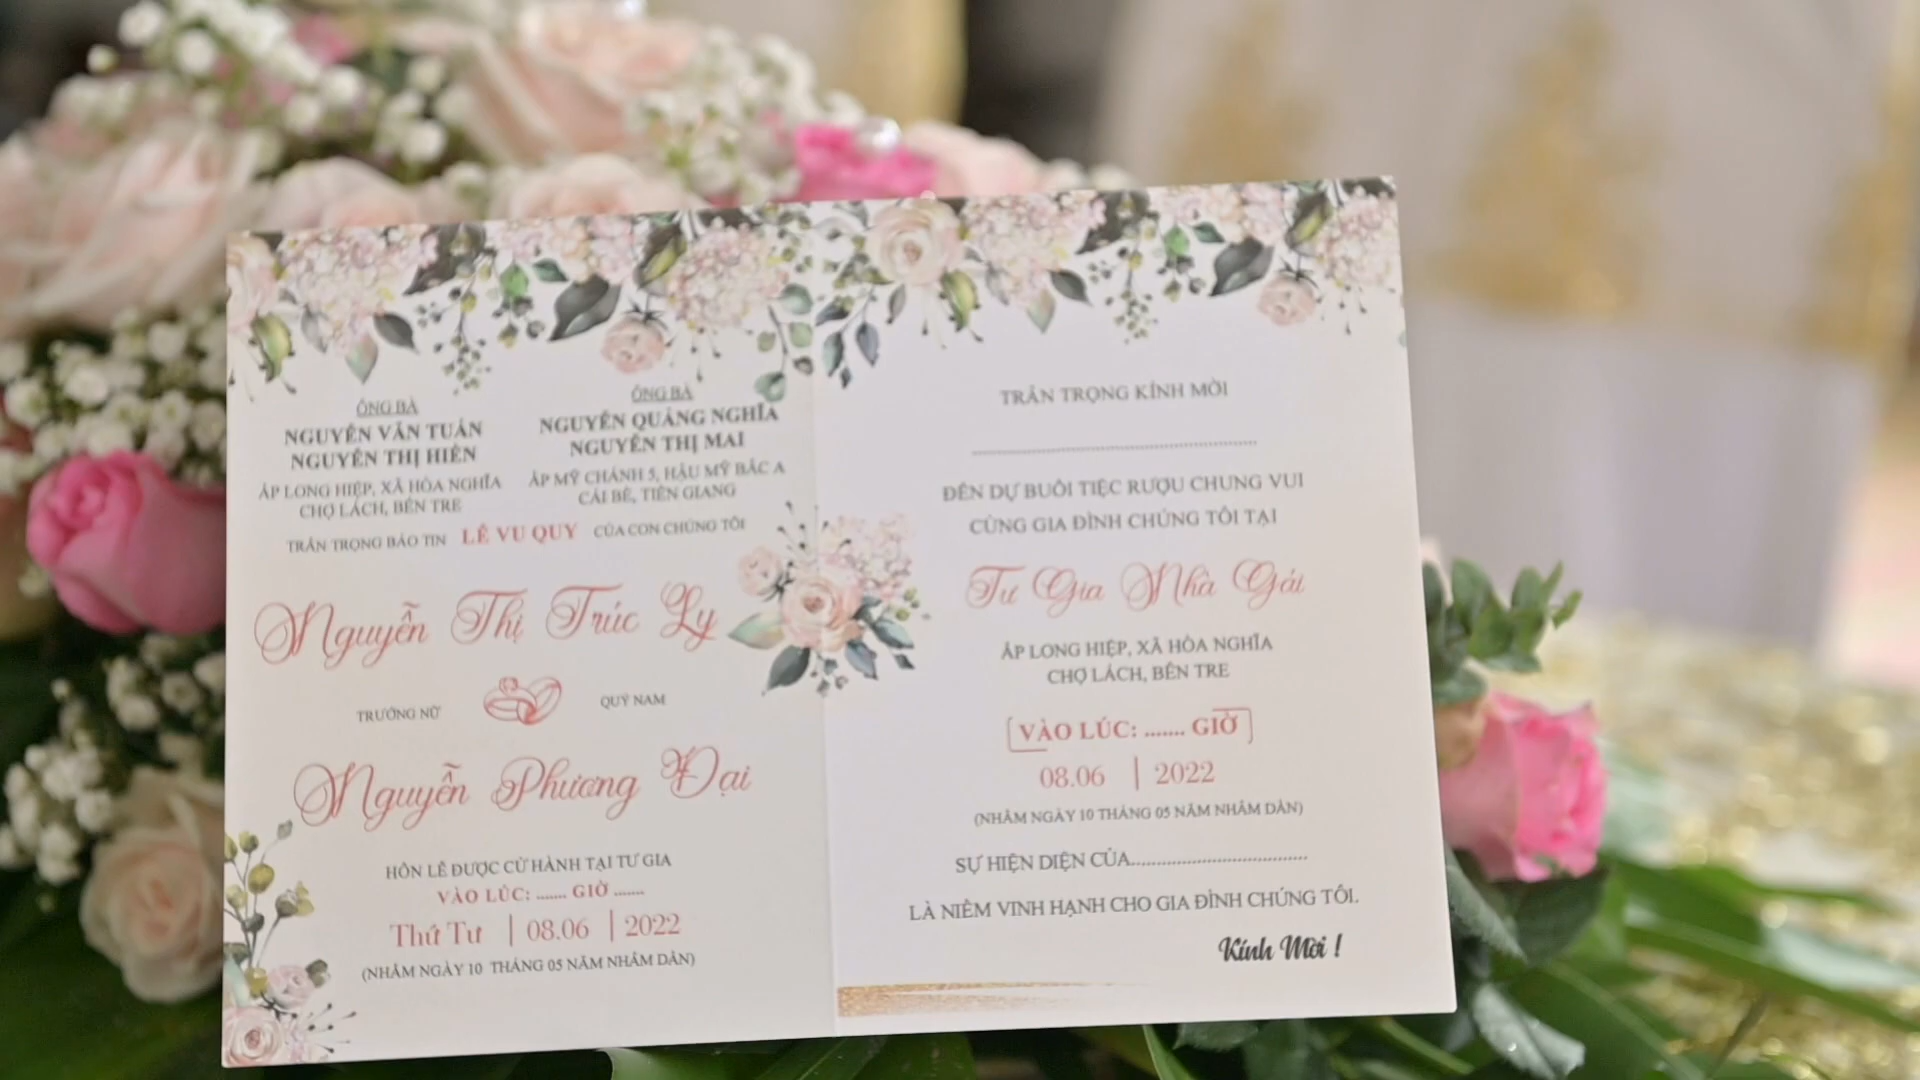 ÔNG BÀ
NGUYỄN VĂN TUẤN
NGUYỄN THỊ HIỀN
ẤP LONG HIỆP, XÃ HÒA NGHĨA
CHỢ LÁCH, BẾN TRE
ÔNG BÀ
NGUYỄN QUẢNG NGHĨA
NGUYỄN THỊ MAI
ẤP MỸ CHÁNH 5, HẬU MỸ BẮC A
CÁI BÈ, TIỀN GIANG
TRÂN TRỌNG BÁO TIN LỄ VU QUY CỦA CON CHÚNG TÔI
Nguyễn Thị Trúc Ly
TRƯỞNG NỮ QUÝ NAM
Nguyễn Phương Đại
HÔN LỄ ĐƯỢC CỬ HÀNH TẠI TƯ GIA
VÀO LÚC: ....... GIỜ .......
Thứ Tư | 08.06 | 2022
(NHẰM NGÀY 10 THÁNG 05 NĂM NHÂM DẦN)
TRÂN TRỌNG KÍNH MỜI
................................................
ĐẾN DỰ BUỔI TIỆC RƯỢU CHUNG VUI
CÙNG GIA ĐÌNH CHÚNG TÔI TẠI
Tư Gia Nhà Gái
ẤP LONG HIỆP, XÃ HÒA NGHĨA
CHỢ LÁCH, BẾN TRE
VÀO LÚC: ....... GIỜ
08.06 | 2022
(NHẰM NGÀY 10 THÁNG 05 NĂM NHÂM DẦN)
SỰ HIỆN DIỆN CỦA...................................
LÀ NIỀM VINH HẠNH CHO GIA ĐÌNH CHÚNG TÔI.
Kính Mời !